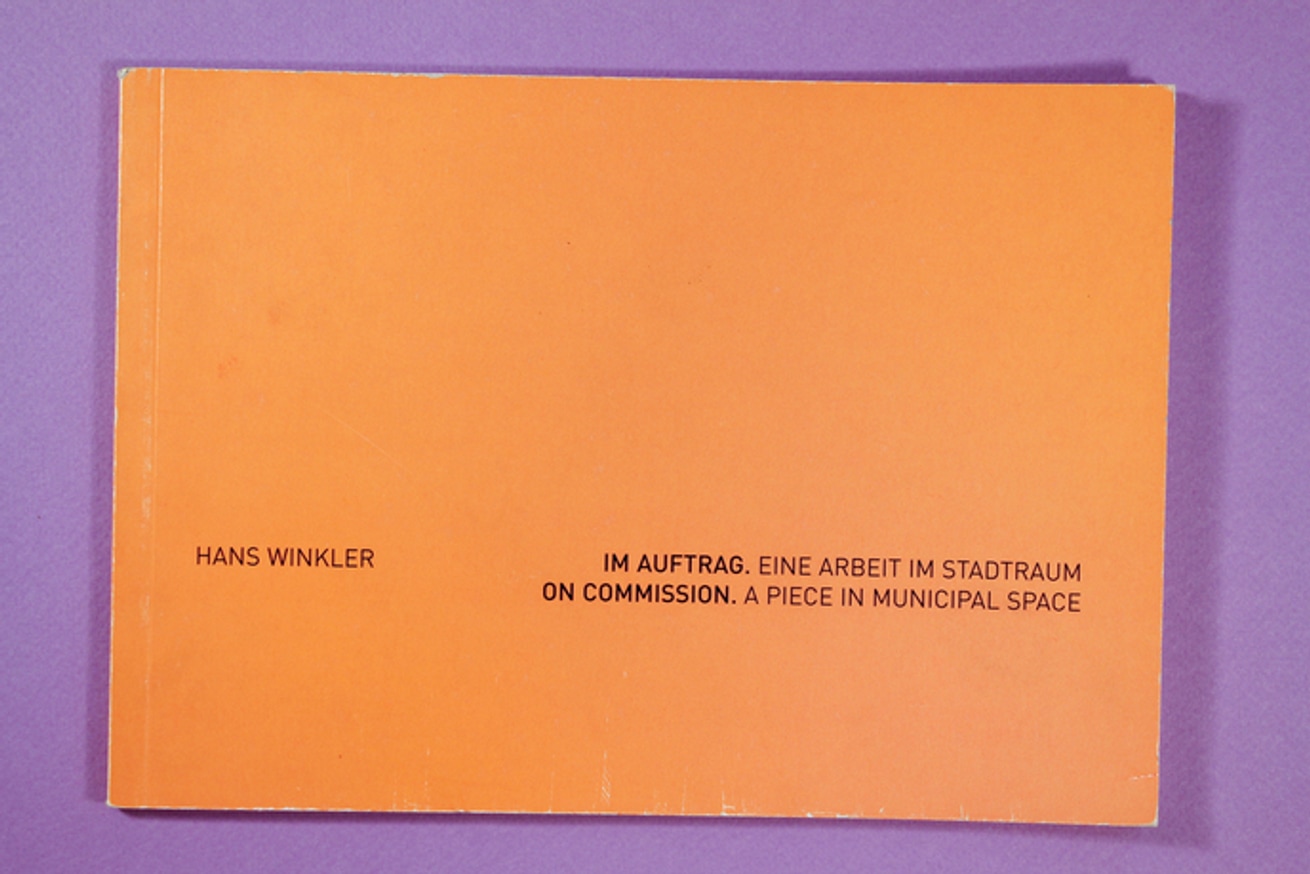 HANS WINKLER
IM AUFTRAG. EINE ARBEIT IM STADTRAUM
ON COMMISSION. A PIECE IN MUNICIPAL SPACE